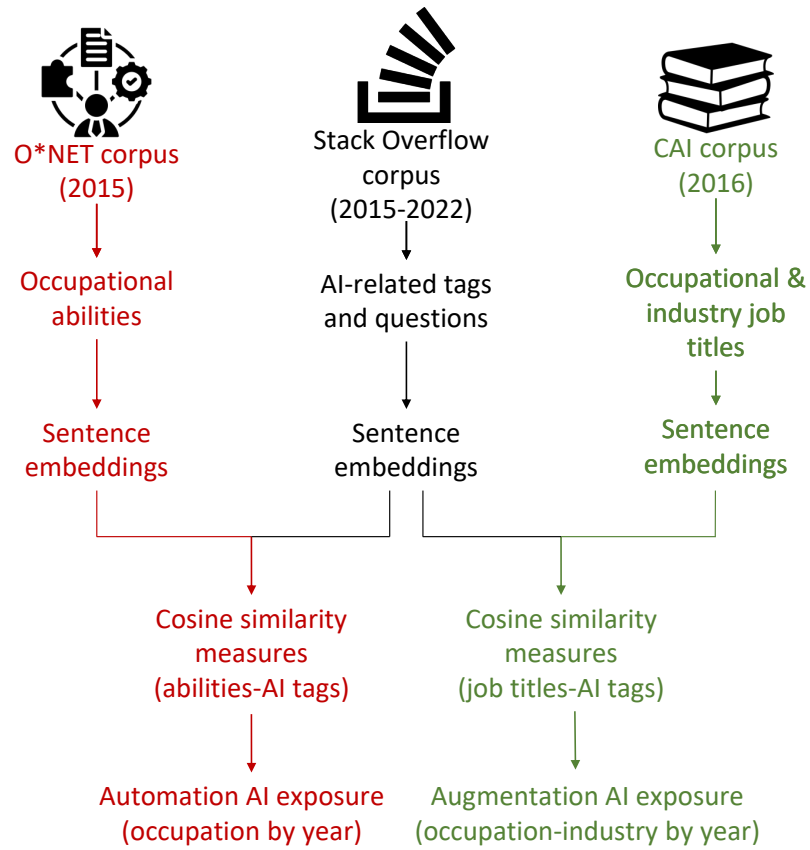 O*NET corpus
(2015)
Stack Overflow
corpus
(2015-2022)
CAI corpus
(2016)
Occupational
abilities
AI-related tags
and questions
Occupational &
industry job
titles
Sentence
embeddings
Sentence
embeddings
Sentence
embeddings
Cosine similarity
measures
(abilities-AI tags)
Cosine similarity
measures
(job titles-AI tags)
Automation AI exposure
(occupation by year)
Augmentation AI exposure
(occupation-industry by year)